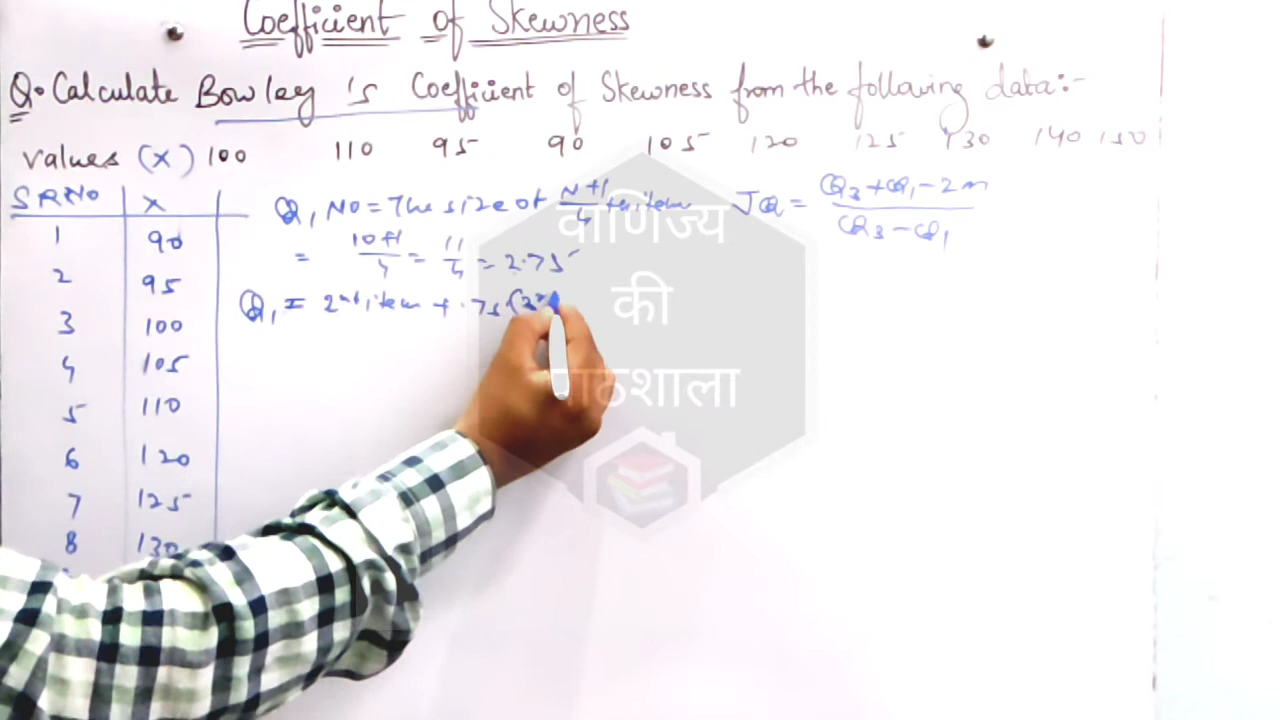 Coefficient of Skewness
Q. Calculate Bowley's Coefficient of Skewness from the following data:-
values (X) 100 110 95 90 105 120 125 130 140 150
SR NO X
1 90
2 95
3 100
4 105
5 110
6 120
7 125
8 130
Q₁ NO = The size of N+1/4 th item
= 10+1/4 = 11/4 = 2.75
Q₁ = 2nd item + .75 (3r
JQ = Q₃+Q₁-2m/Q₃-Q₁
वाणिज्य
की
पाठशाला